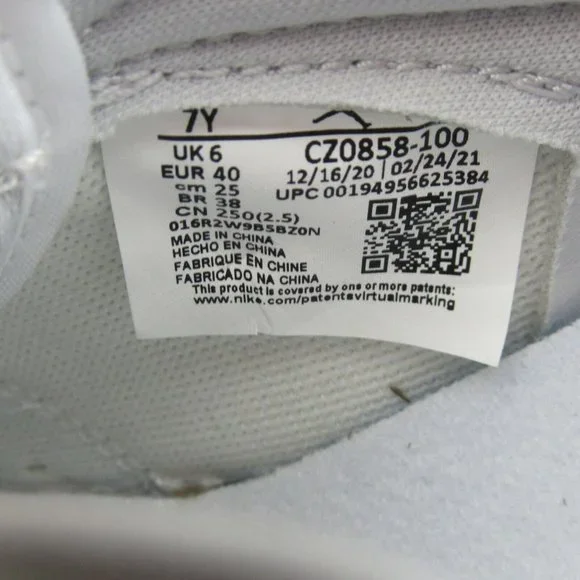 7Y
UK 6
EUR 40
cm 25
BR 38
CN 250(2.5)
016R2W9B5BZ0N
CZ0858-100
12/16/20 | 02/24/21
UPC 00194956625384
MADE IN CHINA
HECHO EN CHINA
FABRIQUE EN CHINE
FABRICADO NA CHINA
This product is covered by one or more patents:
www.nike.com/patentsvirtualmarking